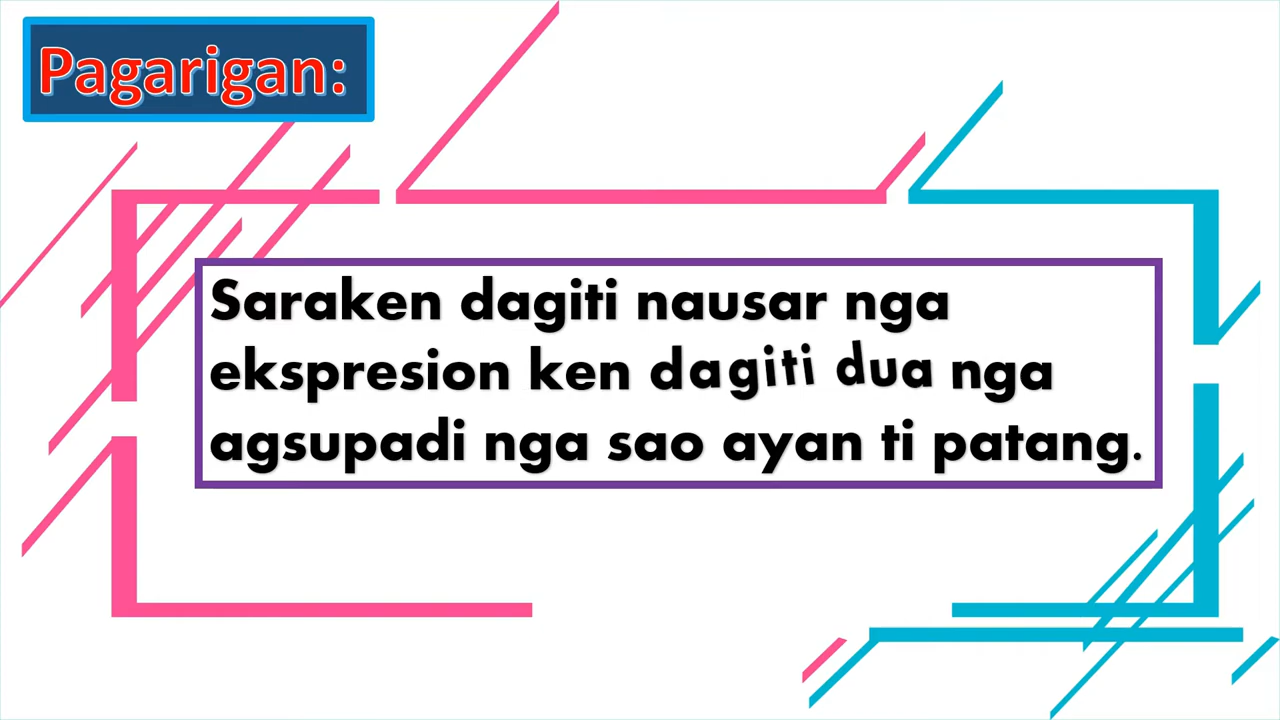 Pagarigan:
Saraken dagiti nausar nga
ekspresion ken dagiti dua nga
agsupadi nga sao ayan ti patang.